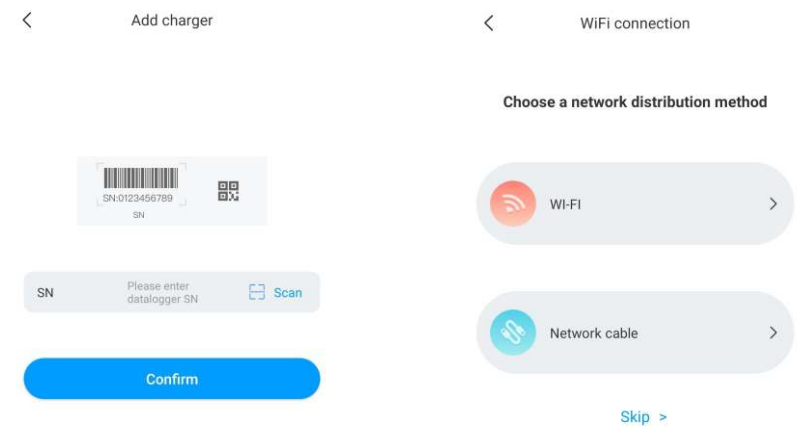 Add charger
SN:0123456789
SN
SN
Please enter
datalogger SN
Scan
Confirm
WiFi connection
Choose a network distribution method
WI-FI
Network cable
Skip >